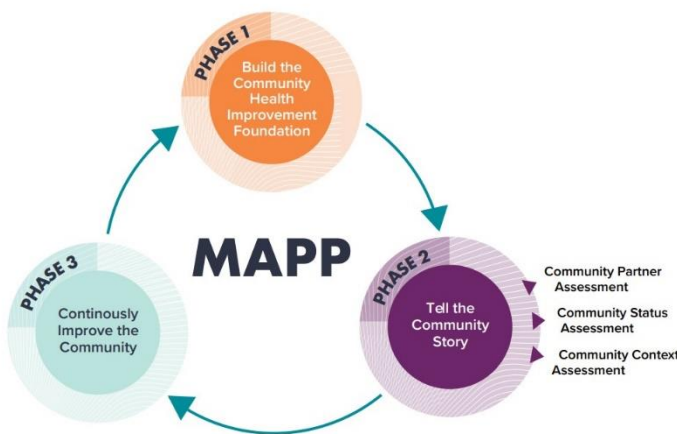 PHASE 1
Build the
Community
Health
Improvement
Foundation
MAPP
PHASE 2
Tell the
Community
Story
Community Partner
Assessment
Community Status
Assessment
Community Context
Assessment
PHASE 3
Continously
Improve the
Community